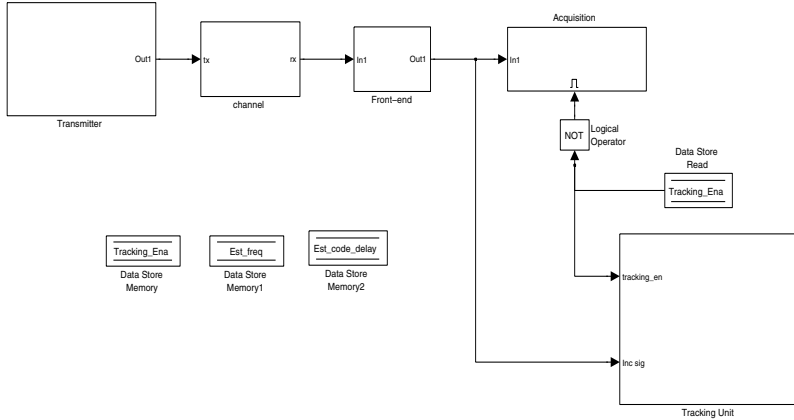 Acquisition
Out1
tx
rx
In1
Out1
In1
Transmitter
channel
Front-end
NOT
Logical
Operator
Data Store
Read
Tracking_Ena
Tracking_Ena
Data Store
Memory
Est_freq
Data Store
Memory1
Est_code_delay
Data Store
Memory2
tracking_en
Inc sig
Tracking Unit